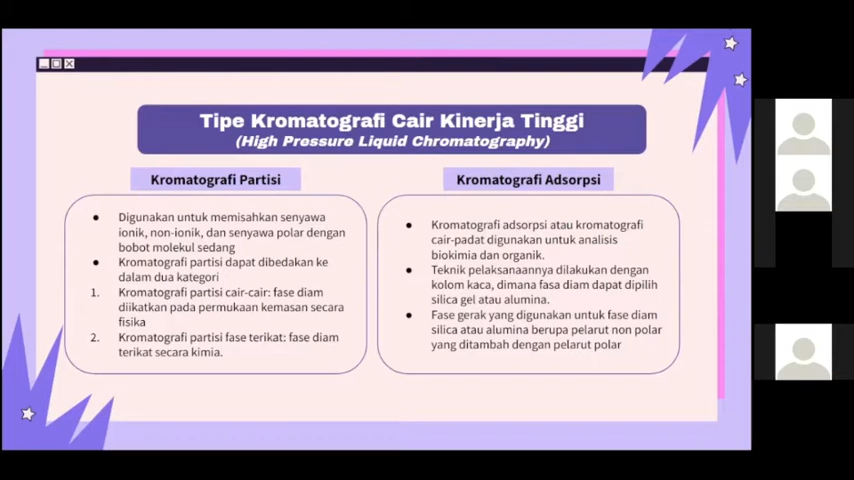 Tipe Kromatografi Cair Kinerja Tinggi
(High Pressure Liquid Chromatography)
Kromatografi Partisi
● Digunakan untuk memisahkan senyawa
ionik, non-ionik, dan senyawa polar dengan
bobot molekul sedang
● Kromatografi partisi dapat dibedakan ke
dalam dua kategori
1. Kromatografi partisi cair-cair: fase diam
diikatkan pada permukaan kemasan secara
fisika
2. Kromatografi partisi fase terikat: fase diam
terikat secara kimia.
Kromatografi Adsorpsi
● Kromatografi adsorpsi atau kromatografi
cair-padat digunakan untuk analisis
biokimia dan organik.
● Teknik pelaksanaannya dilakukan dengan
kolom kaca, dimana fasa diam dapat dipilih
silica gel atau alumina.
● Fase gerak yang digunakan untuk fase diam
silica atau alumina berupa pelarut non polar
yang ditambah dengan pelarut polar